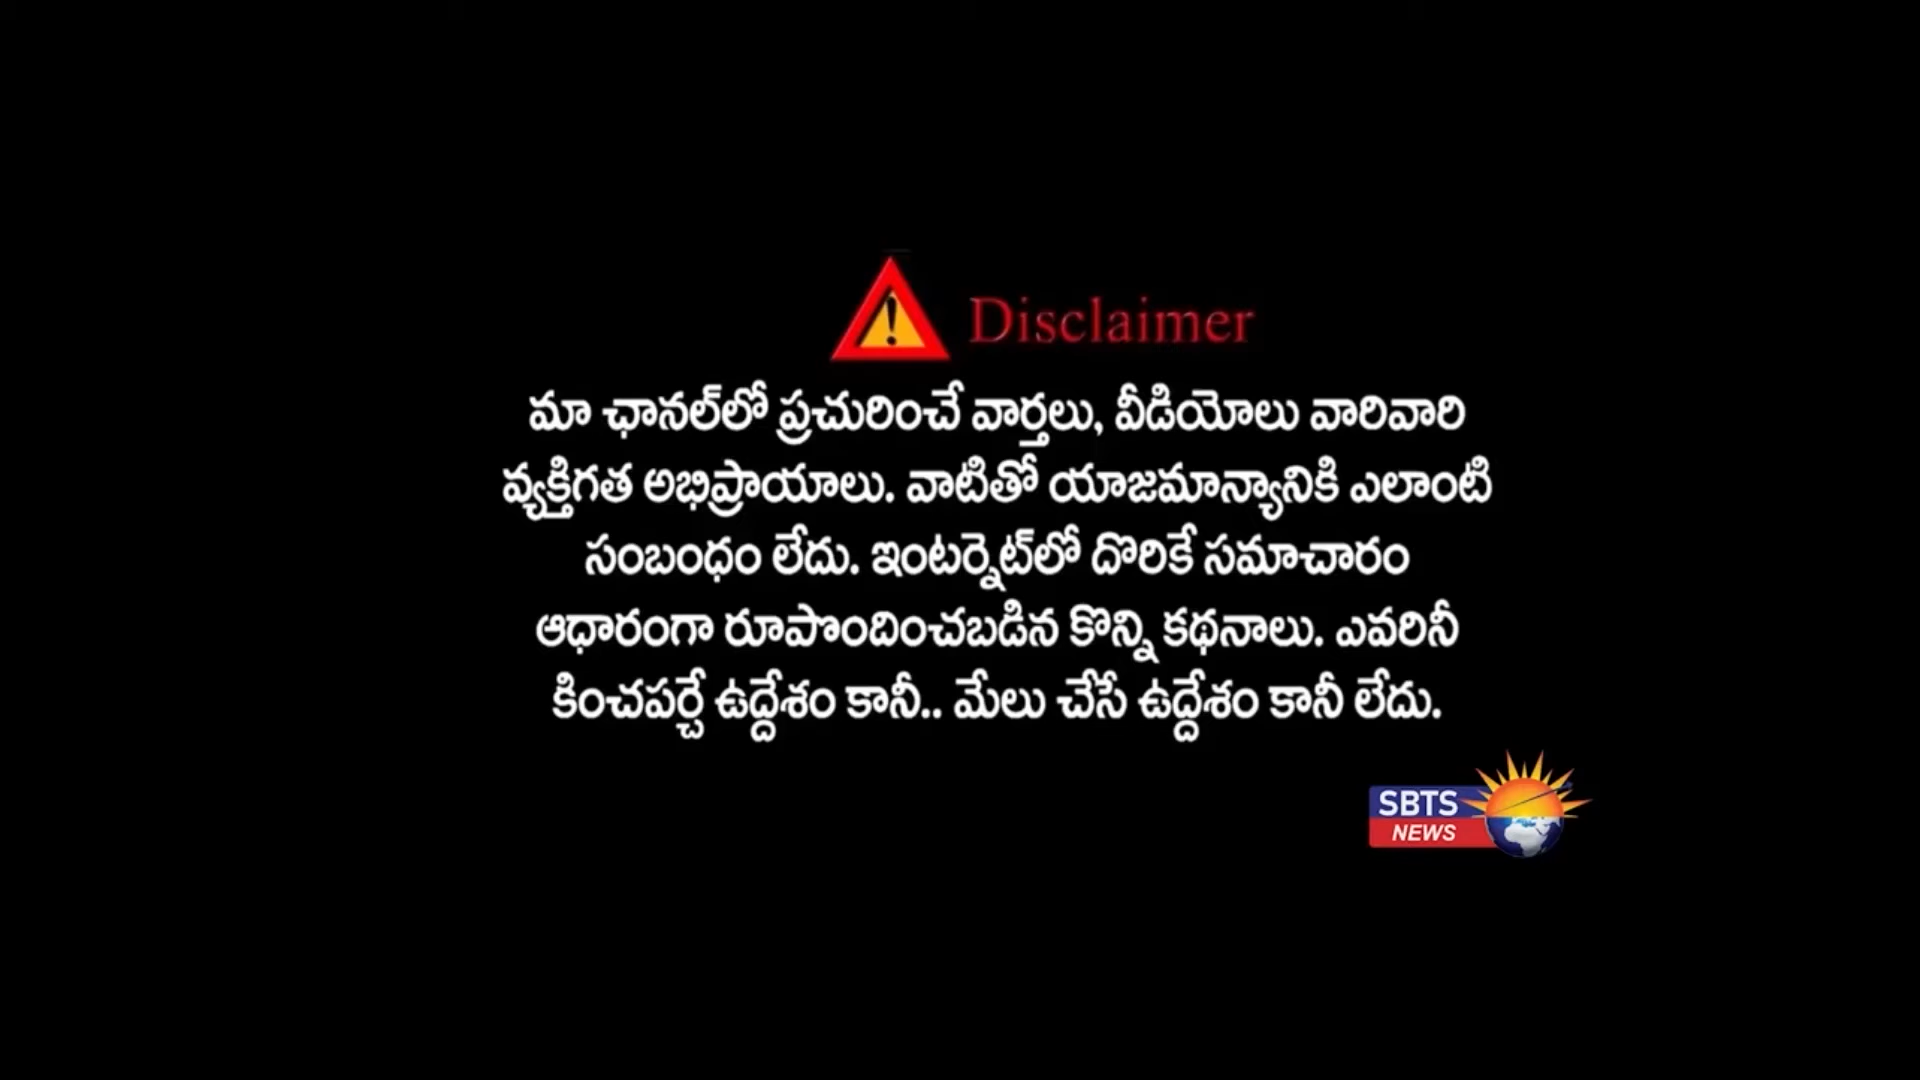 Disclaimer
మా ఛానల్‌లో ప్రచురించే వార్తలు, వీడియోలు వారివారి
వ్యక్తిగత అభిప్రాయాలు. వాటితో యాజమాన్యానికి ఎలాంటి
సంబంధం లేదు. ఇంటర్నెట్‌లో దొరికే సమాచారం
ఆధారంగా రూపొందించబడిన కొన్ని కథనాలు. ఎవరినీ
కించపర్చే ఉద్దేశం కానీ.. మేలు చేసే ఉద్దేశం కానీ లేదు.
SBTS
NEWS